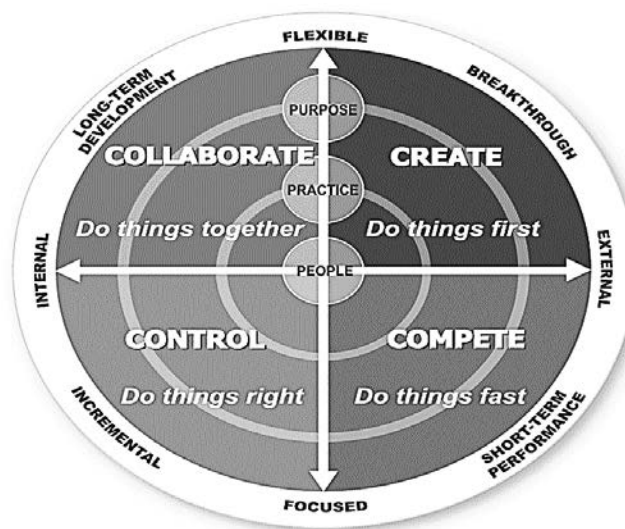 FLEXIBLE
LONG-TERM
DEVELOPMENT
BREAKTHROUGH
PURPOSE
COLLABORATE
CREATE
PRACTICE
Do things together
Do things first
INTERNAL
PEOPLE
EXTERNAL
CONTROL
COMPETE
Do things right
Do things fast
INCREMENTAL
SHORT-TERM
PERFORMANCE
FOCUSED